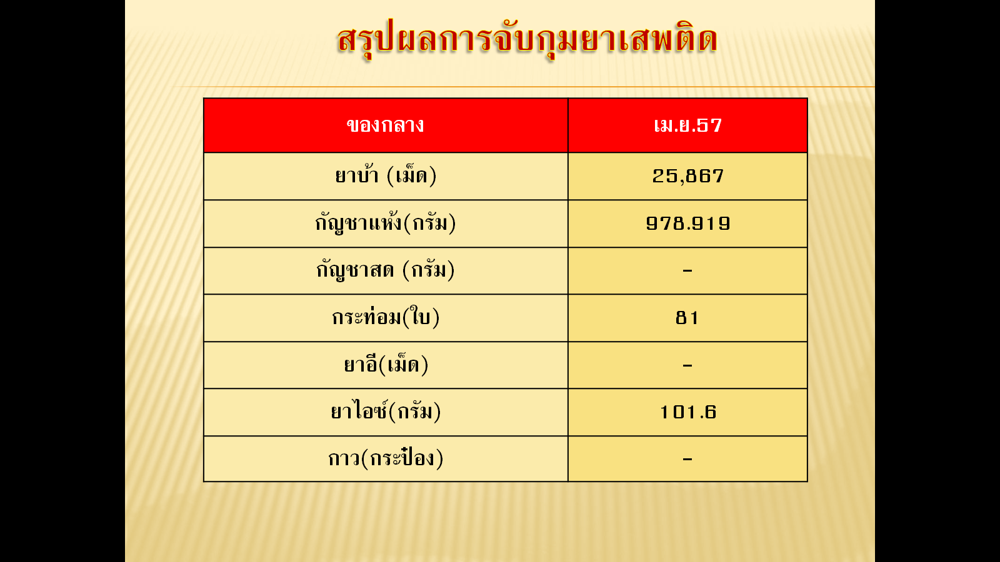 สรุปผลการจับกุมยาเสพติด
ของกลาง เม.ย.57
ยาบ้า (เม็ด) 25,867
กัญชาแห้ง(กรัม) 978.919
กัญชาสด (กรัม) -
กระท่อม(ใบ) 81
ยาอี(เม็ด) -
ยาไอซ์(กรัม) 101.6
กาว(กระป๋อง) -